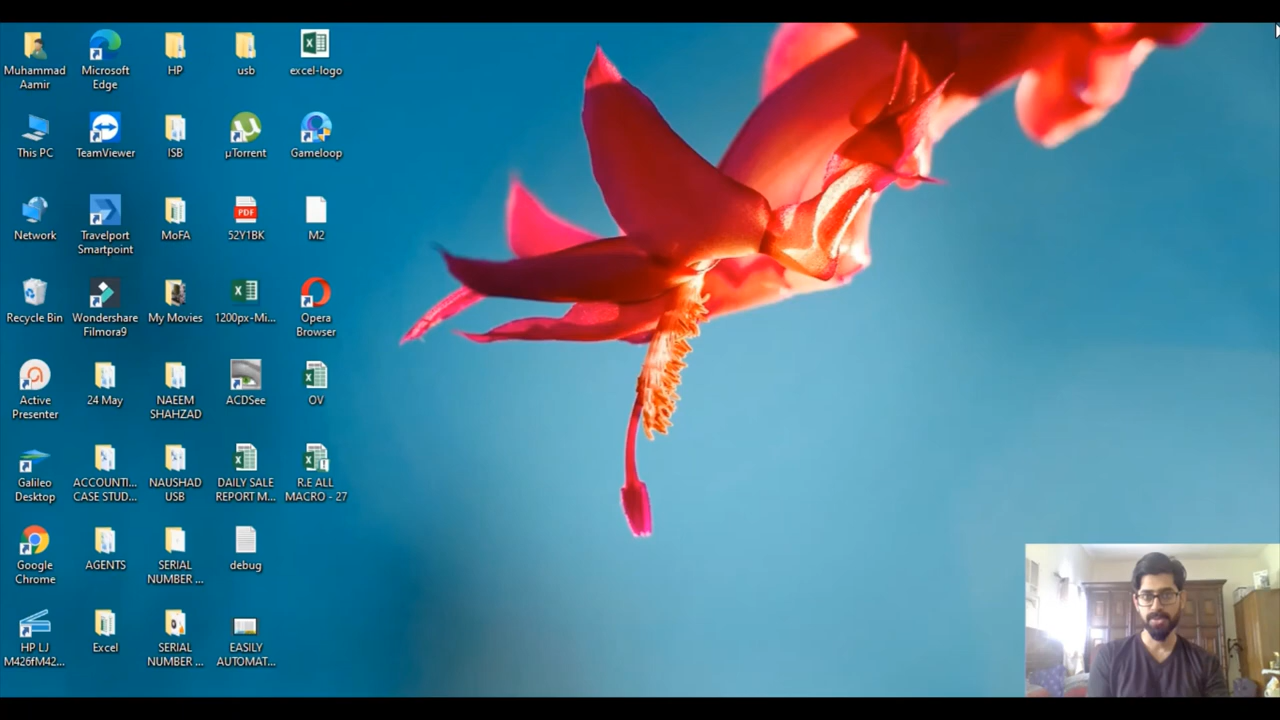 Muhammad
Aamir
Microsoft
Edge
HP
usb
excel-logo
This PC
TeamViewer
ISB
µTorrent
Gameloop
Network
Travelport
Smartpoint
MoFA
PDF
52Y1BK
M2
Recycle Bin
Wondershare
Filmora9
My Movies
1200px-Mi...
Opera
Browser
Active
Presenter
24 May
NAEEM
SHAHZAD
ACDSee
OV
Galileo
Desktop
ACCOUNTI...
CASE STUD...
NAUSHAD
USB
DAILY SALE
REPORT M...
R.E ALL
MACRO - 27
Google
Chrome
AGENTS
SERIAL
NUMBER ...
debug
HP LJ
M426fM42...
Excel
SERIAL
NUMBER ...
EASILY
AUTOMAT...